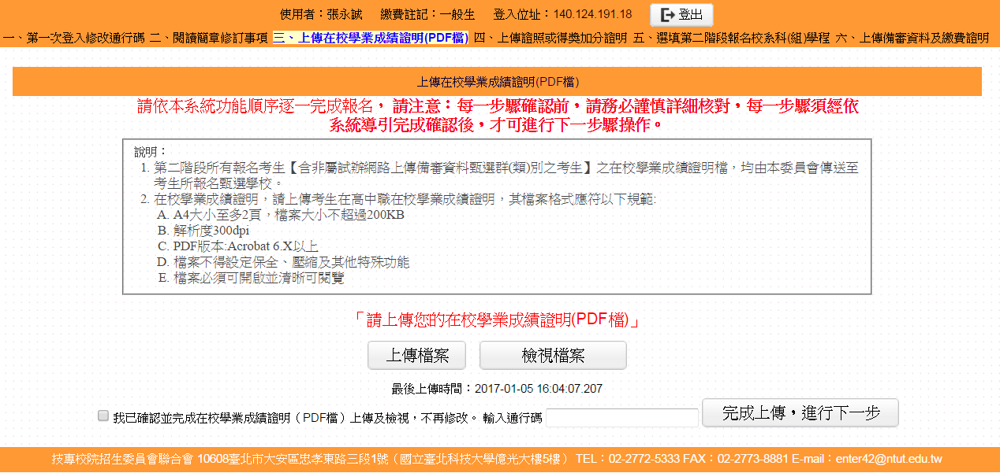 使用者：張永誠 繳費註記：一般生 登入位址：140.124.191.18 登出
一、第一次登入修改通行碼 二、閱讀簡章修訂事項 三、上傳在校學業成績證明(PDF檔) 四、上傳證照或得獎加分證明 五、選填第二階段報名校系科(組)學程 六、上傳備審資料及繳費證明
上傳在校學業成績證明(PDF檔)
請依本系統功能順序逐一完成報名， 請注意：每一步驟確認前，請務必謹慎詳細核對，每一步驟須經依
系統導引完成確認後，才可進行下一步驟操作。
說明：
1. 第二階段所有報名考生【含非屬試辦網路上傳備審資料甄選群(類)別之考生】之在校學業成績證明檔，均由本委員會傳送至
考生所報名甄選學校。
2. 在校學業成績證明，請上傳考生在高中職在校學業成績證明，其檔案格式應符以下規範:
A. A4大小至多2頁，檔案大小不超過200KB
B. 解析度300dpi
C. PDF版本:Acrobat 6.X以上
D. 檔案不得設定保全、壓縮及其他特殊功能
E. 檔案必須可開啟並清晰可閱覽
「請上傳您的在校學業成績證明(PDF檔)」
上傳檔案 檢視檔案
最後上傳時間：2017-01-05 16:04:07.207
我已確認並完成在校學業成績證明（PDF檔）上傳及檢視，不再修改。 輸入通行碼 完成上傳，進行下一步
技專校院招生委員會聯合會 10608臺北市大安區忠孝東路三段1號（國立臺北科技大學億光大樓5樓） TEL：02-2772-5333 FAX：02-2773-8881 E-mail：enter42@ntut.edu.tw